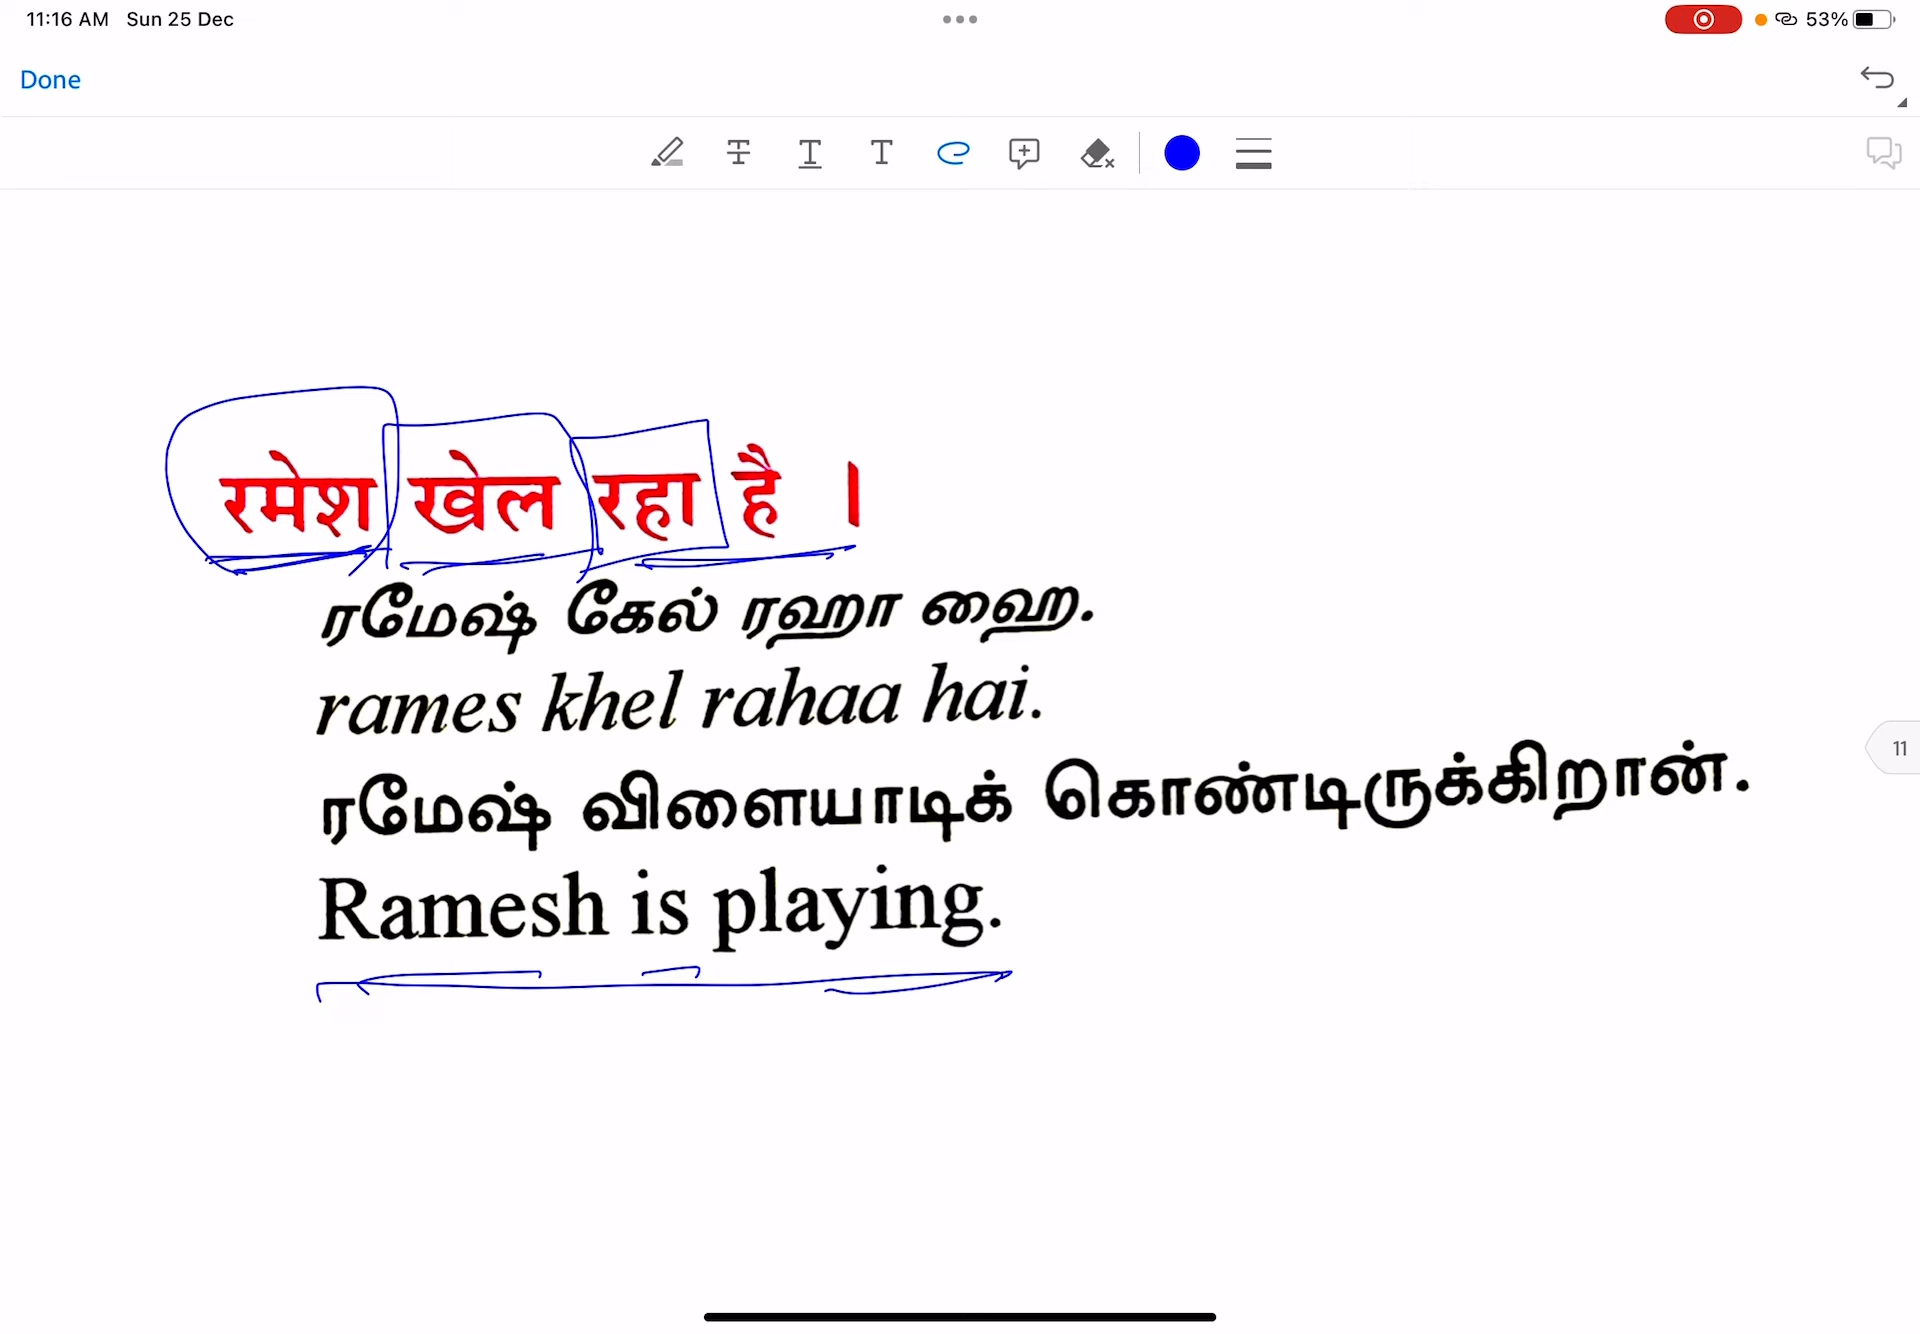 11:16 AM Sun 25 Dec
53%
Done
रमेश खेल रहा है ।
ரமேஷ் கேல் ரஹா ஹை.
rames khel rahaa hai.
ரமேஷ் விளையாடிக் கொண்டிருக்கிறான்.
11
Ramesh is playing.